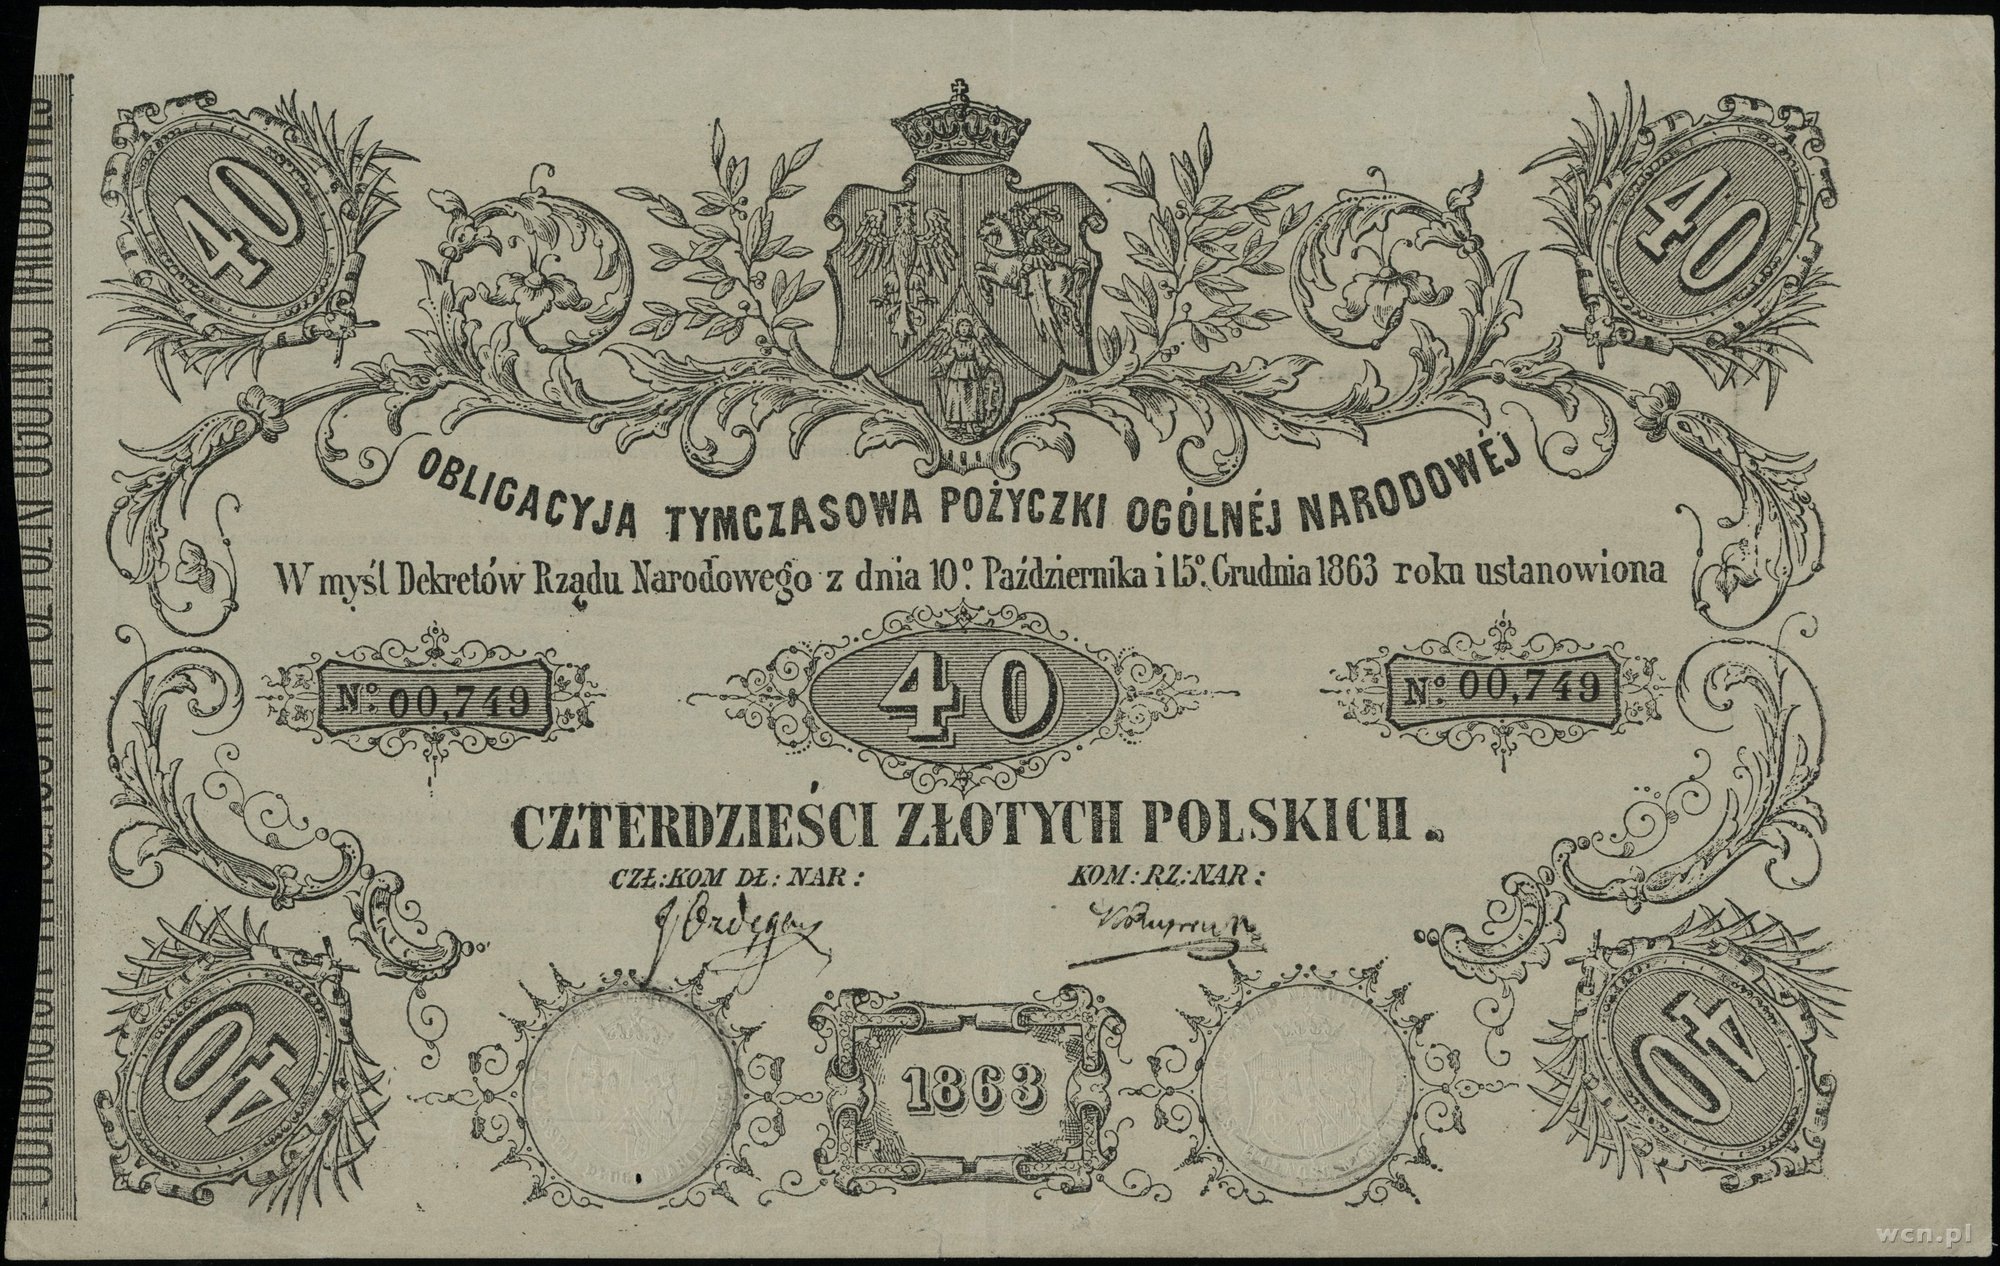 40
40
OBLIGACYJA TYMCZASOWA POŻYCZKI OGÓLNÉJ NARODOWÉJ
W myśl Dekretów Rządu Narodowego z dnia 10º. Października i 15º. Grudnia 1863 roku ustanowiona
Nº: 00,749
40
Nº: 00,749
CZTERDZIEŚCI ZŁOTYCH POLSKICH.
CZŁ: KOM DŁ: NAR:
KOM: RZ: NAR:
40
1863
40
wcn.pl